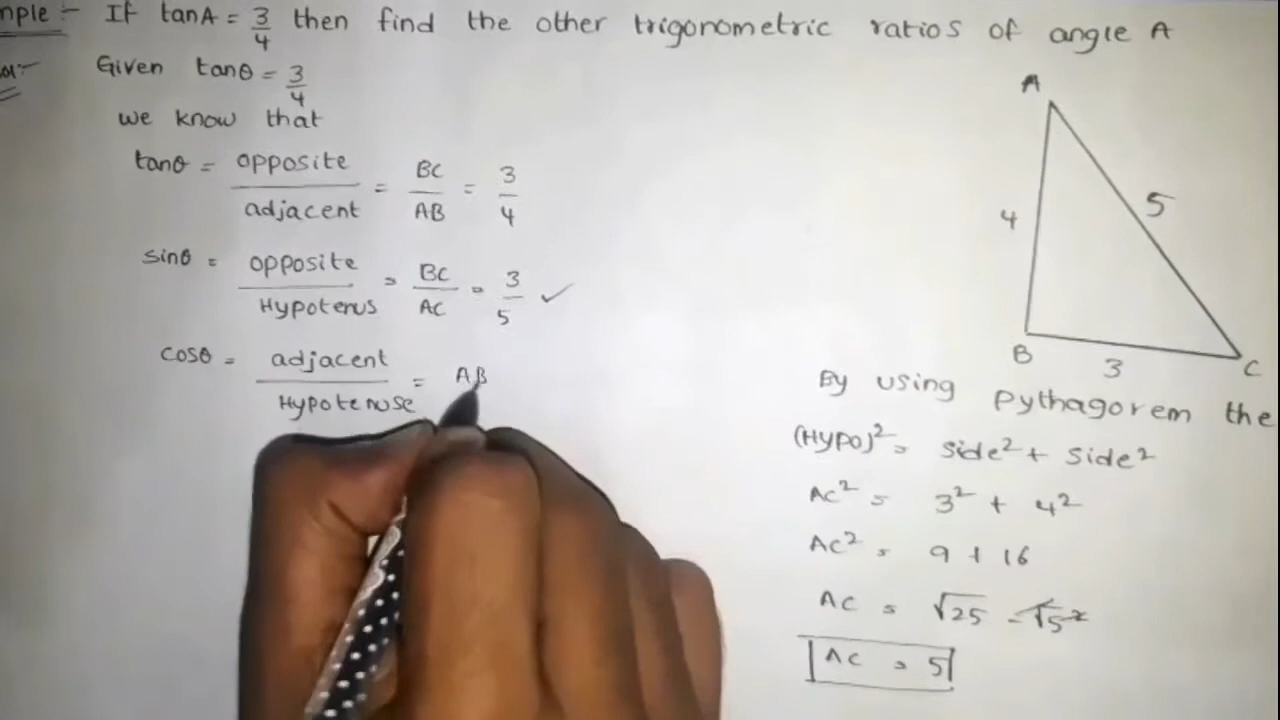 mple:- If tanA = 3/4 then find the other trigonometric ratios of angle A
Given tanθ = 3/4
we know that
tanθ = opposite/adjacent = BC/AB = 3/4
sinθ = opposite/Hypotenus = BC/AC = 3/5 ✓
cosθ = adjacent/Hypotenuse = AB
A
4
5
B
3
C
By using pythagorem the
(Hypo)² = side² + side²
AC² = 3² + 4²
AC² = 9 + 16
AC = √25 = √5²
AC = 5